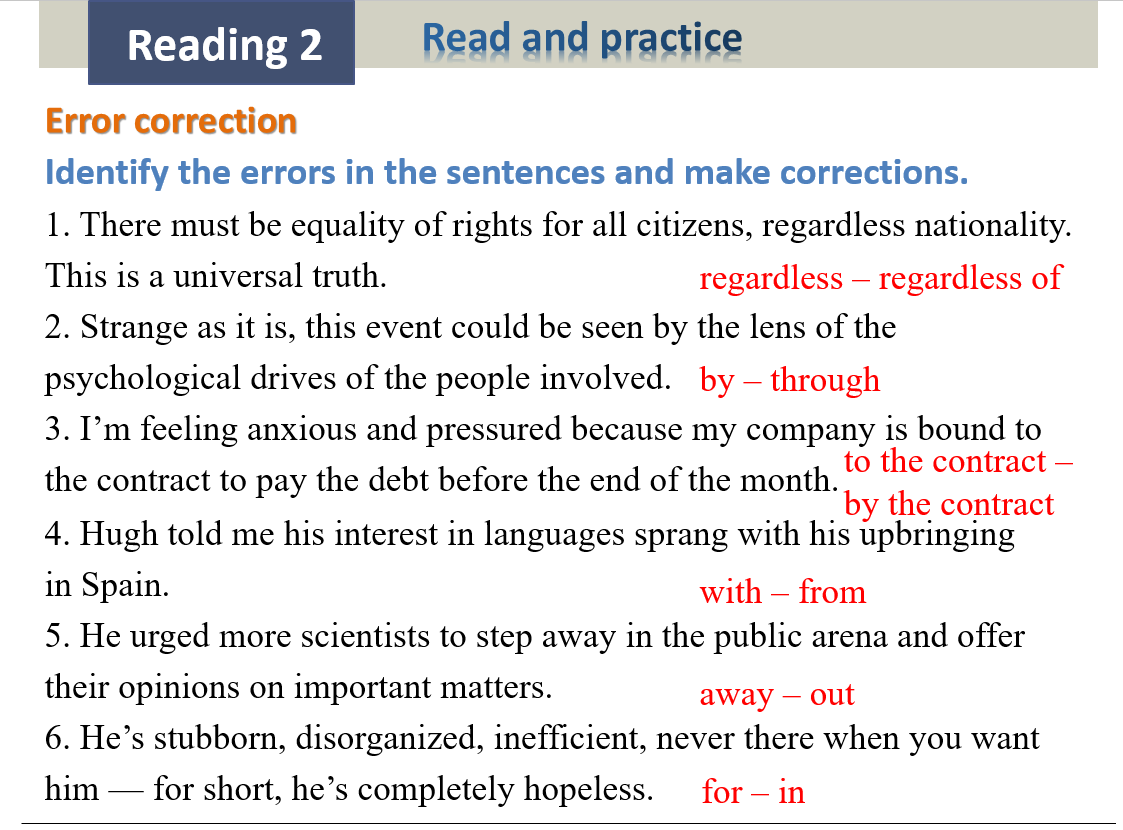 Reading 2
Read and practice
Error correction
Identify the errors in the sentences and make corrections.
1. There must be equality of rights for all citizens, regardless nationality.
This is a universal truth.
regardless – regardless of
2. Strange as it is, this event could be seen by the lens of the
psychological drives of the people involved.
by – through
3. I’m feeling anxious and pressured because my company is bound to
the contract to pay the debt before the end of the month.
to the contract –
by the contract
4. Hugh told me his interest in languages sprang with his upbringing
in Spain.
with – from
5. He urged more scientists to step away in the public arena and offer
their opinions on important matters.
away – out
6. He’s stubborn, disorganized, inefficient, never there when you want
him — for short, he’s completely hopeless.
for – in